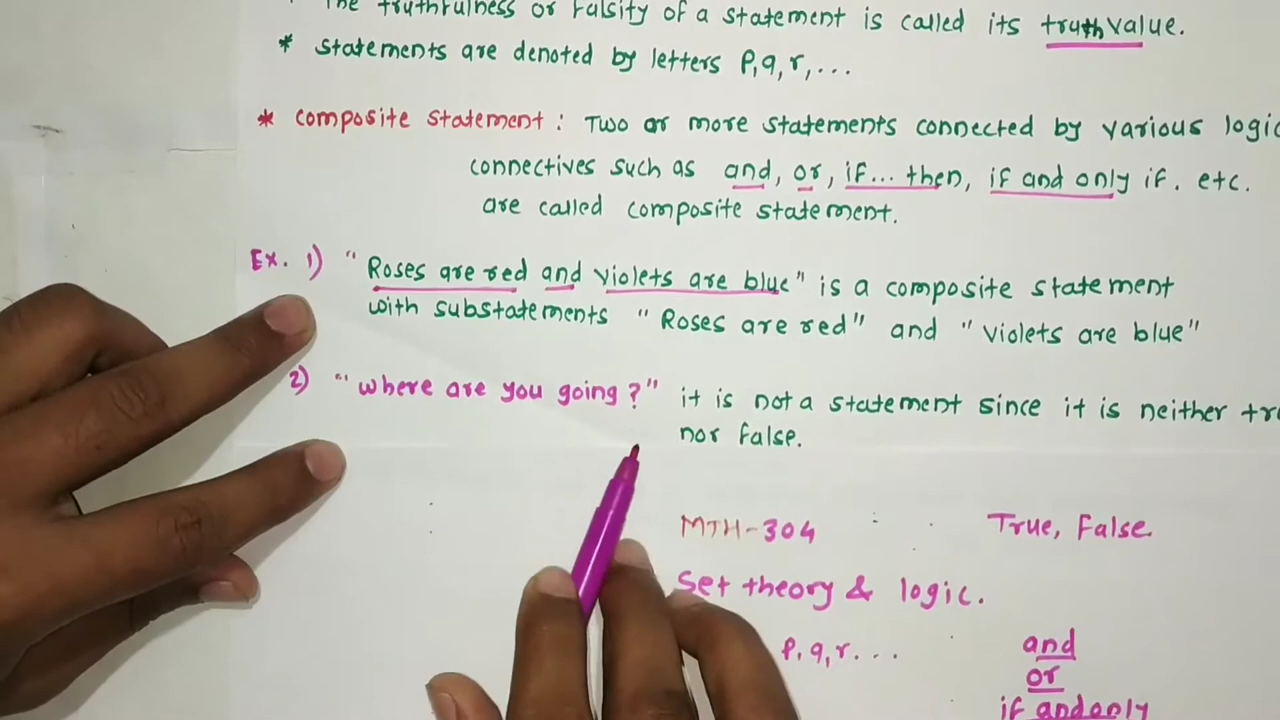 * The truthfulness or Falsity of a statement is called its truth value.
* statements are denoted by letters P,q,r,...
* composite statement : Two or more statements connected by various logic
connectives such as and, or, if... then, if and only if. etc.
are called composite statement.
Ex. 1) "Roses are red and violets are blue" is a composite statement
with substatements "Roses are red" and "violets are blue"
2) "where are you going?" it is not a statement since it is neither
nor false.
MTH-304 True, False.
Set theory & logic.
P,q,r...
and
or
if and only